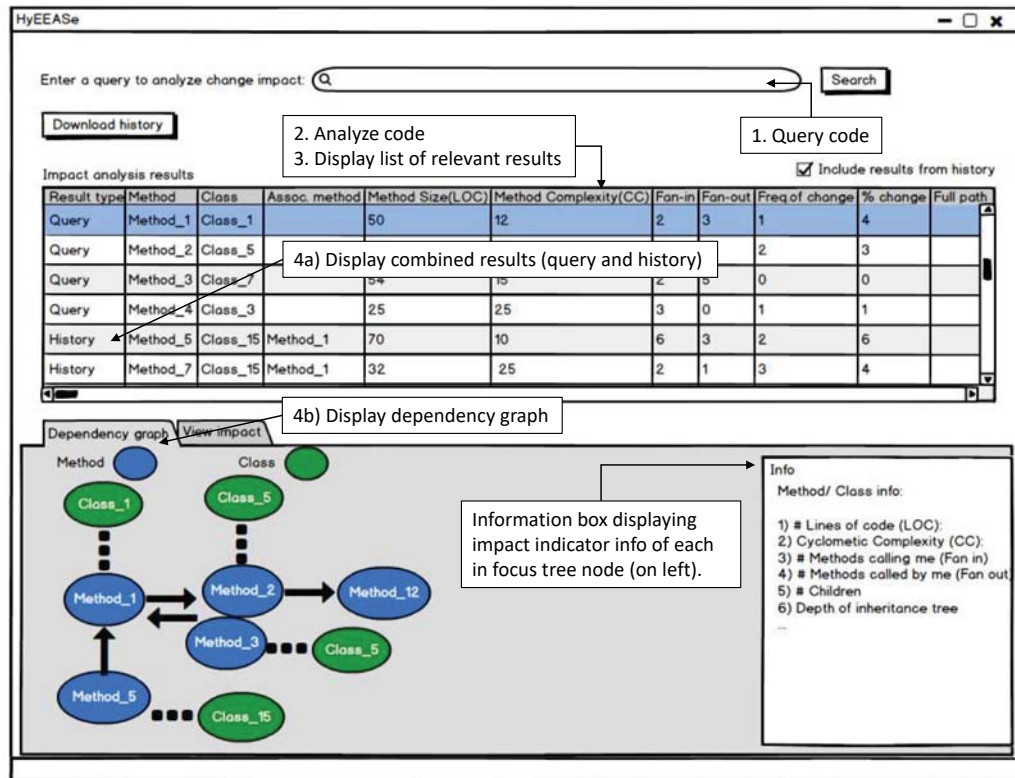 HyEEASe
Enter a query to analyze change impact:
Search
Download history
2. Analyze code
3. Display list of relevant results
1. Query code
Impact analysis results
Include results from history
Result type Method Class Assoc. method Method Size(LOC) Method Complexity(CC) Fan-in Fan-out Freq of change % change Full path
Query Method_1 Class_1 50 12 2 3 1 4
Query Method_2 Class_5 2 3
4a) Display combined results (query and history)
Query Method_3 Class_7 54 15 2 5 0 0
Query Method_4 Class_3 25 25 3 0 1 1
History Method_5 Class_15 Method_1 70 10 6 3 2 6
History Method_7 Class_15 Method_1 32 25 2 1 3 4
4b) Display dependency graph
Dependency graph View impact
Method Class
Class_1
Class_5
Method_1
Method_2
Method_12
Method_3
Class_5
Method_5
Class_15
Information box displaying
impact indicator info of each
in focus tree node (on left).
Info
Method/ Class info:
1) # Lines of code (LOC):
2) Cyclometic Complexity (CC):
3) # Methods calling me (Fan in)
4) # Methods called by me (Fan out)
5) # Children
6) Depth of inheritance tree
...